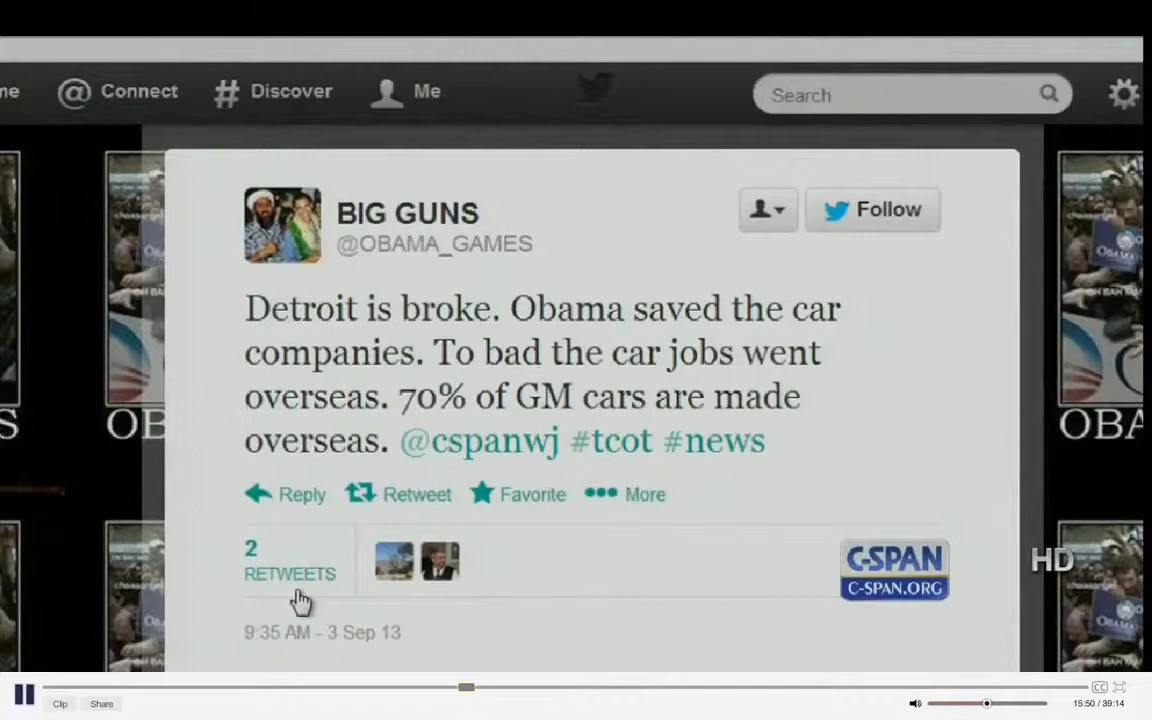 me @ Connect # Discover Me Search
BIG GUNS
@OBAMA_GAMES
Follow
Detroit is broke. Obama saved the car
companies. To bad the car jobs went
overseas. 70% of GM cars are made
overseas. @cspanwj #tcot #news
Reply Retweet Favorite More
S OB OBA
2
RETWEETS
C-SPAN
C-SPAN.ORG
HD
9:35 AM - 3 Sep 13
Clip Share CC 15:50 / 39:14